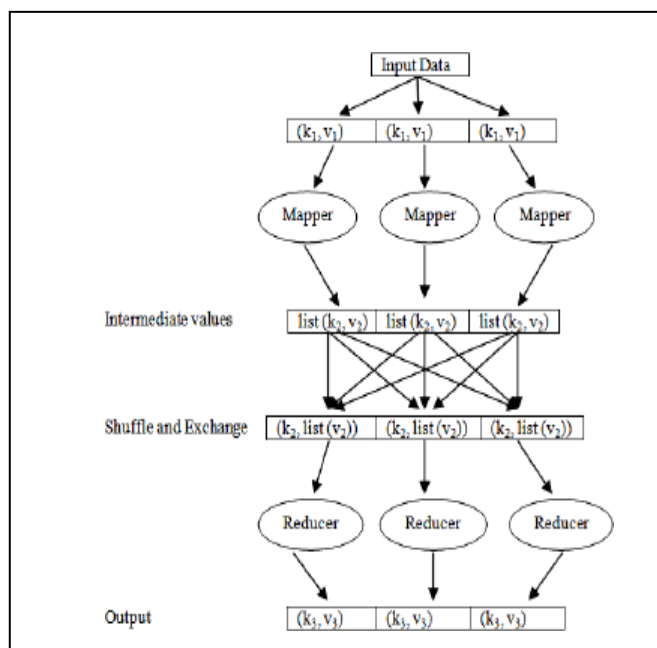 Input Data
(k₁, v₁) (k₁, v₁) (k₁, v₁)
Mapper Mapper Mapper
Intermediate values list (k₂, v₂) list (k₂, v₂) list (k₂, v₂)
Shuffle and Exchange (k₂, list (v₂)) (k₂, list (v₂)) (k₂, list (v₂))
Reducer Reducer Reducer
Output (k₃, v₃) (k₃, v₃) (k₃, v₃)